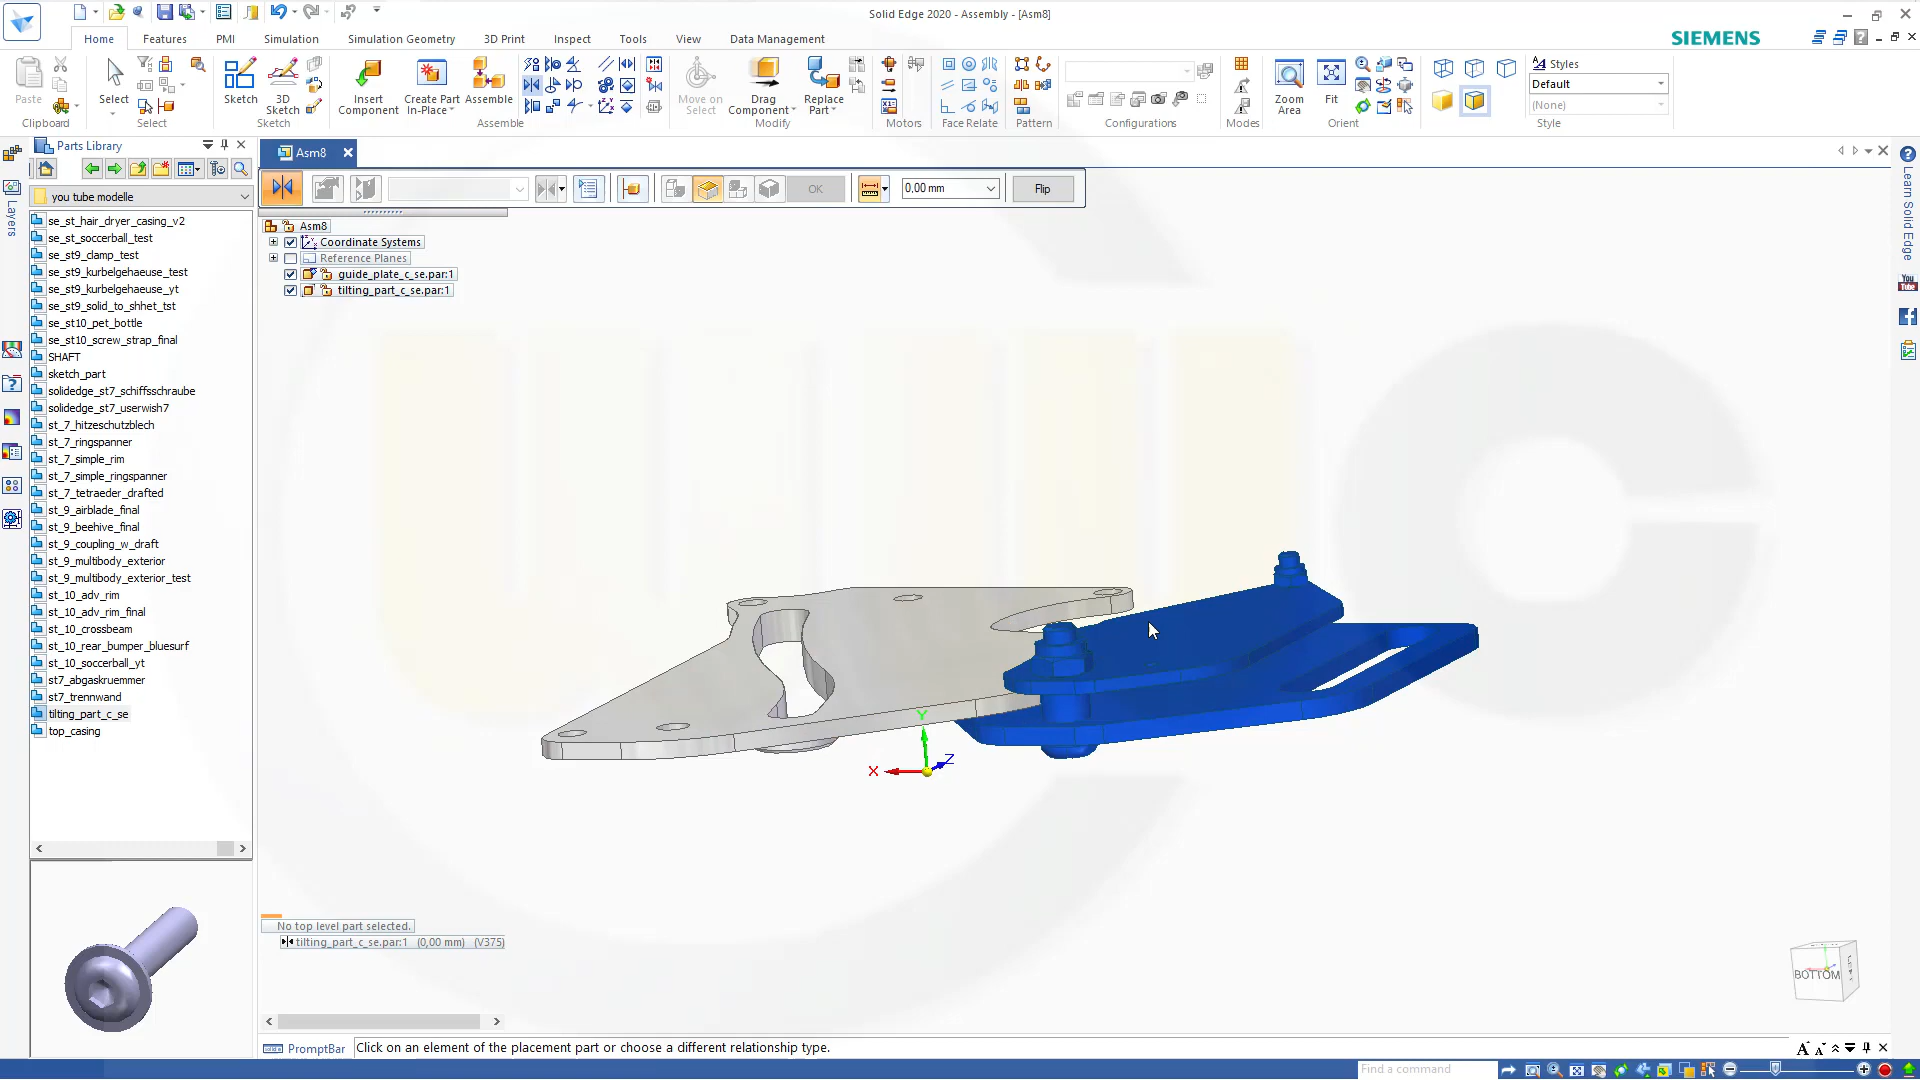 Solid Edge 2020 - Assembly - [Asm8]
Home
Features
PMI
Simulation
Simulation Geometry
3D Print
Inspect
Tools
View
Data Management
SIEMENS
Paste
Clipboard
Select
Select
Sketch
3D Sketch
Sketch
Insert Component
Create Part In-Place
Assembly
Assemble
Move on Select
Drag Component
Replace Part
Modify
Motors
Face Relate
Pattern
Configurations
Modes
Zoom Area
Fit
Orient
Styles
Default
(None)
Style
Parts Library
Asm8
you tube modelle
0,00 mm
Flip
OK
Layers
Learn Solid Edge
You Tube
se_st_hair_dryer_casing_v2
se_st_soccerball_test
se_st9_clamp_test
se_st9_kurbelgehaeuse_test
se_st9_kurbelgehaeuse_yt
se_st9_solid_to_shhet_tst
se_st10_pet_bottle
se_st10_screw_strap_final
SHAFT
sketch_part
solidedge_st7_schiffsschraube
solidedge_st7_userwish7
st_7_hitzeschutzblech
st_7_ringspanner
st_7_simple_rim
st_7_simple_ringspanner
st_7_tetraeder_drafted
st_9_airblade_final
st_9_beehive_final
st_9_coupling_w_draft
st_9_multibody_exterior
st_9_multibody_exterior_test
st_10_adv_rim
st_10_adv_rim_final
st_10_crossbeam
st_10_rear_bumper_bluesurf
st_10_soccerball_yt
st7_abgaskruemmer
st7_trennwand
tilting_part_c_se
top_casing
Asm8
Coordinate Systems
Reference Planes
guide_plate_c_se.par:1
tilting_part_c_se.par:1
Y
Z
X
No top level part selected.
tilting_part_c_se.par:1 (0,00 mm) (V375)
BOTTOM
LEFT
PromptBar
Click on an element of the placement part or choose a different relationship type.
Find a command